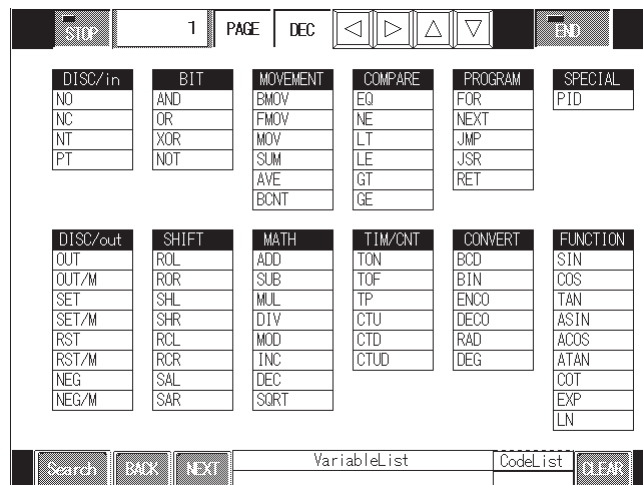 STOP 1 PAGE DEC END
DISC/in BIT MOVEMENT COMPARE PROGRAM SPECIAL
NO AND BMOV EQ FOR PID
NC OR FMOV NE NEXT
NT XOR MOV LT JMP
PT NOT SUM LE JSR
AVE GT RET
BCNT GE
DISC/out SHIFT MATH TIM/CNT CONVERT FUNCTION
OUT ROL ADD TON BCD SIN
OUT/M ROR SUB TOF BIN COS
SET SHL MUL TP ENCO TAN
SET/M SHR DIV CTU DECO ASIN
RST RCL MOD CTD RAD ACOS
RST/M RCR INC CTUD DEG ATAN
NEG SAL DEC COT
NEG/M SAR SQRT EXP
LN
Search BACK NEXT VariableList CodeList CLEAR